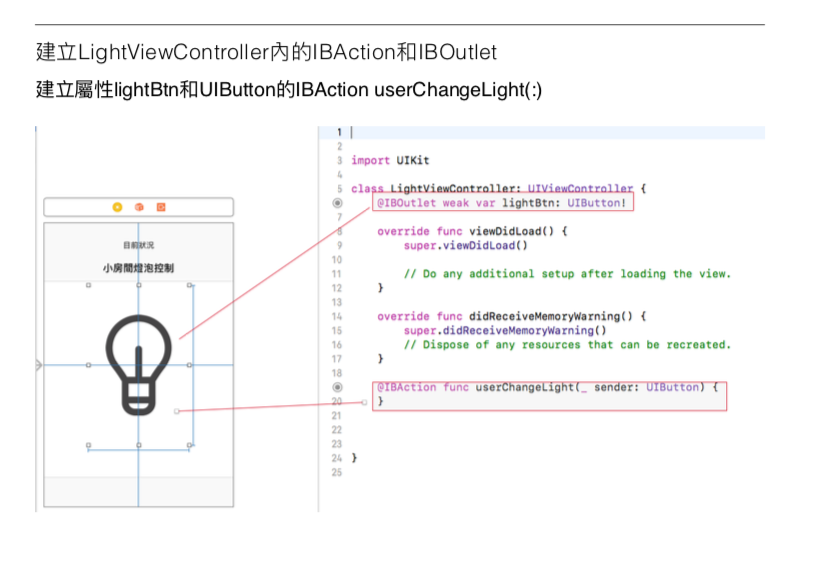 建立LightViewController內的IBAction和IBOutlet
建立屬性lightBtn和UIButton的IBAction userChangeLight(:)
目前狀況
小房間燈泡控制
1
2
3 import UIKit
4
5 class LightViewController: UIViewController {
@IBOutlet weak var lightBtn: UIButton!
7
8 override func viewDidLoad() {
9 super.viewDidLoad()
10
11 // Do any additional setup after loading the view.
12 }
13
14 override func didReceiveMemoryWarning() {
15 super.didReceiveMemoryWarning()
16 // Dispose of any resources that can be recreated.
17 }
18
@IBAction func userChangeLight(_ sender: UIButton) {
20 }
21
22
23
24 }
25